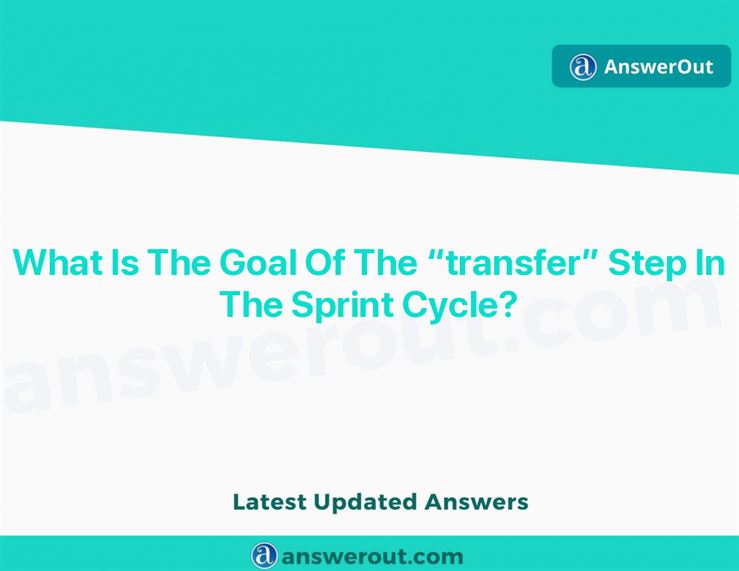 AnswerOut
What Is The Goal Of The “transfer” Step In
The Sprint Cycle?
answerout.com
Latest Updated Answers
answerout.com